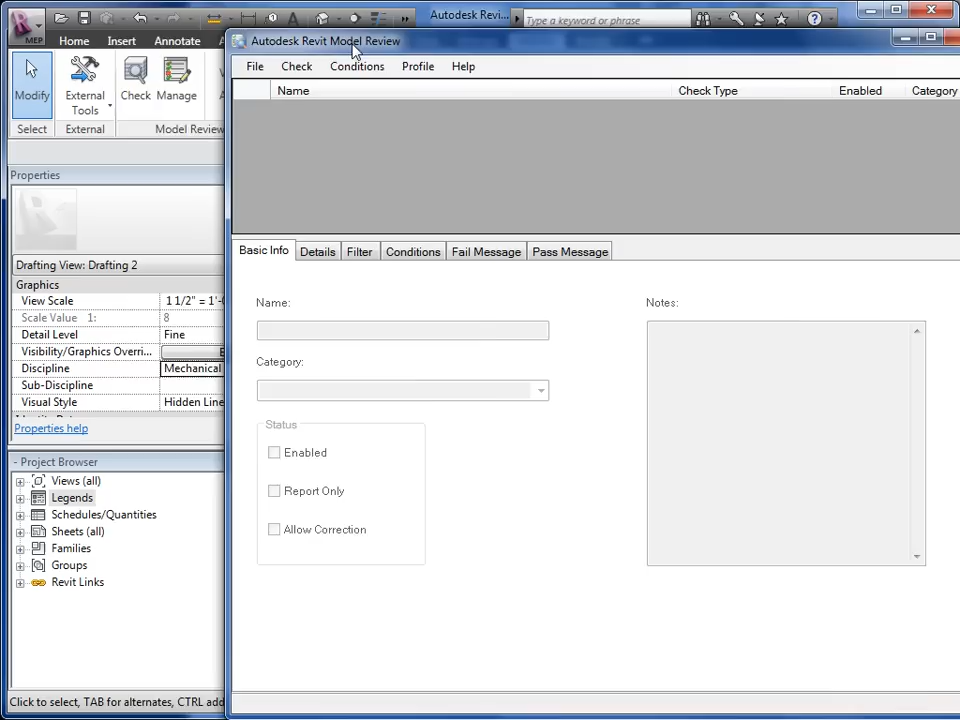 Autodesk Revi...
Type a keyword or phrase
MEP
Home Insert Annotate A
Autodesk Revit Model Review
File Check Conditions Profile Help
Name Check Type Enabled Category
Modify External Tools Check Manage
Select External Model Review
Properties
Drafting View: Drafting 2
Graphics
View Scale 1 1/2" = 1'-0
Scale Value 1: 8
Detail Level Fine
Visibility/Graphics Overri... E
Discipline Mechanical
Sub-Discipline
Visual Style Hidden Line
Properties help
- Project Browser
Views (all)
Legends
Schedules/Quantities
Sheets (all)
Families
Groups
Revit Links
Click to select, TAB for alternates, CTRL add
Basic Info Details Filter Conditions Fail Message Pass Message
Name:
Notes:
Category:
Status
Enabled
Report Only
Allow Correction